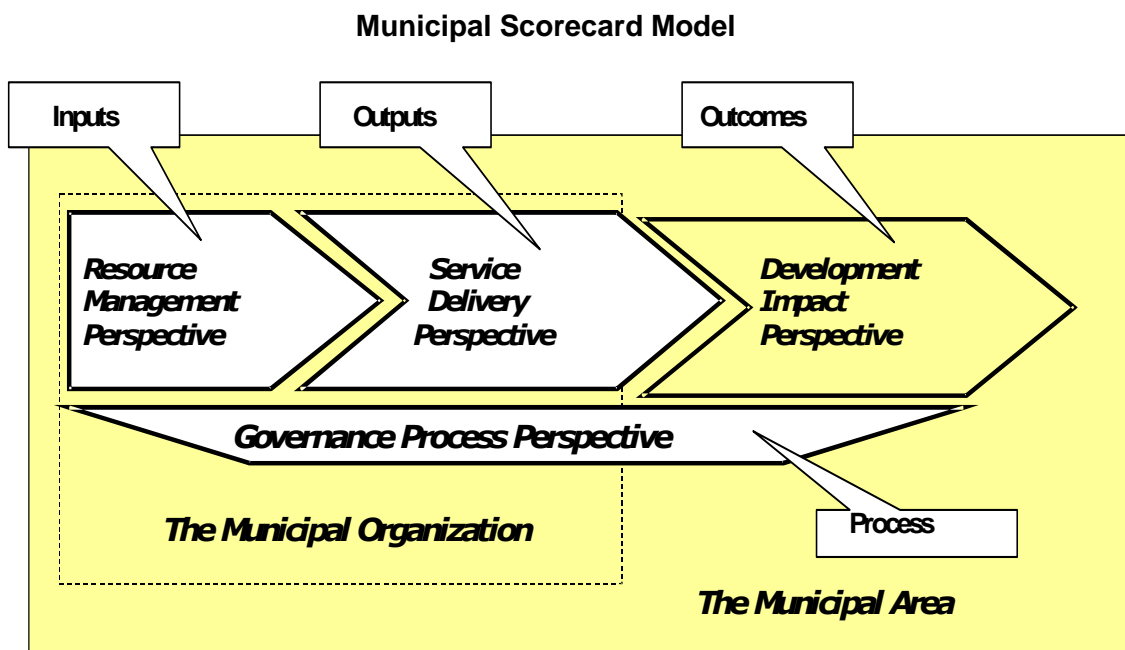 Municipal Scorecard Model
Inputs
Outputs
Outcomes
Resource
Management
Perspective
Service
Delivery
Perspective
Development
Impact
Perspective
Governance Process Perspective
The Municipal Organization
Process
The Municipal Area